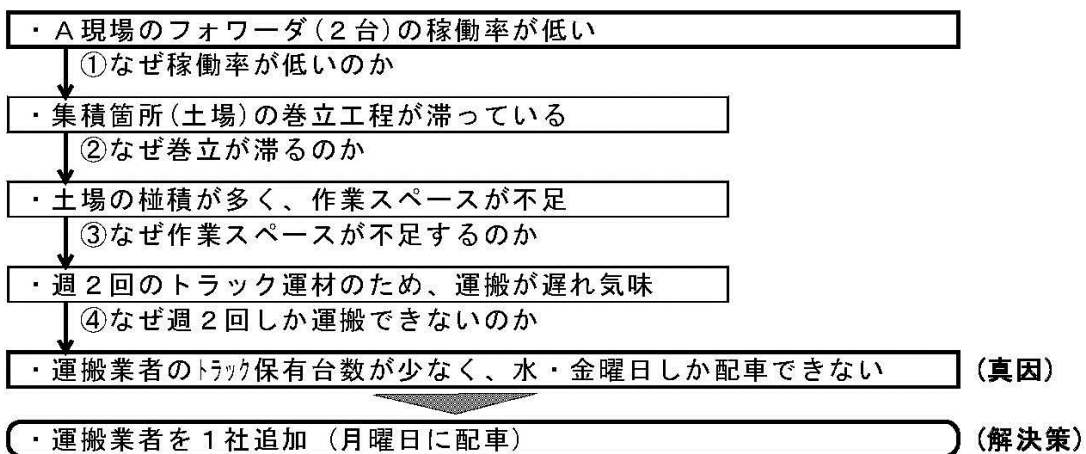 ・A現場のフォワーダ(2台)の稼働率が低い
①なぜ稼働率が低いのか
・集積箇所(土場)の巻立工程が滞っている
②なぜ巻立が滞るのか
・土場の椪積が多く、作業スペースが不足
③なぜ作業スペースが不足するのか
・週2回のトラック運材のため、運搬が遅れ気味
④なぜ週2回しか運搬できないのか
・運搬業者のﾄﾗｯｸ保有台数が少なく、水・金曜日しか配車できない (真因)
・運搬業者を1社追加(月曜日に配車) (解決策)